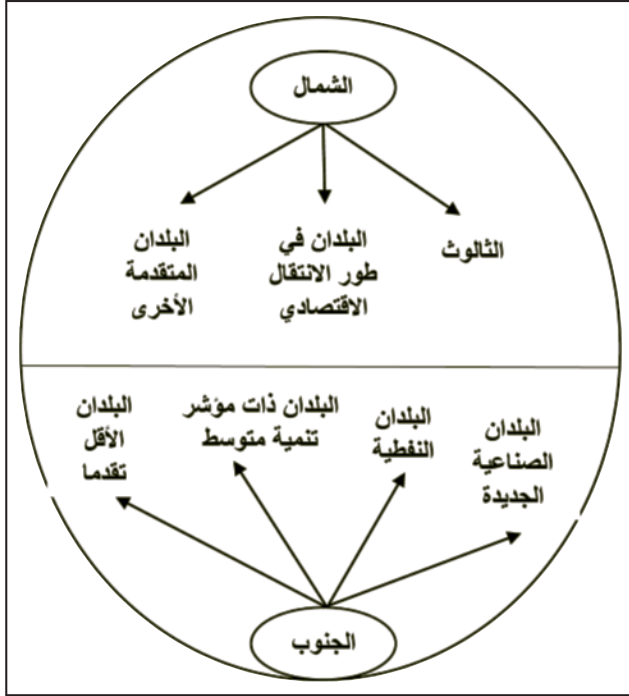 الشمال
الثالوث
البلدان في
طور الانتقال
الاقتصادي
البلدان
المتقدمة
الأخرى
البلدان
الصناعية
الجديدة
البلدان
النفطية
البلدان ذات مؤشر
تنمية متوسط
البلدان
الأقل
تقدما
الجنوب